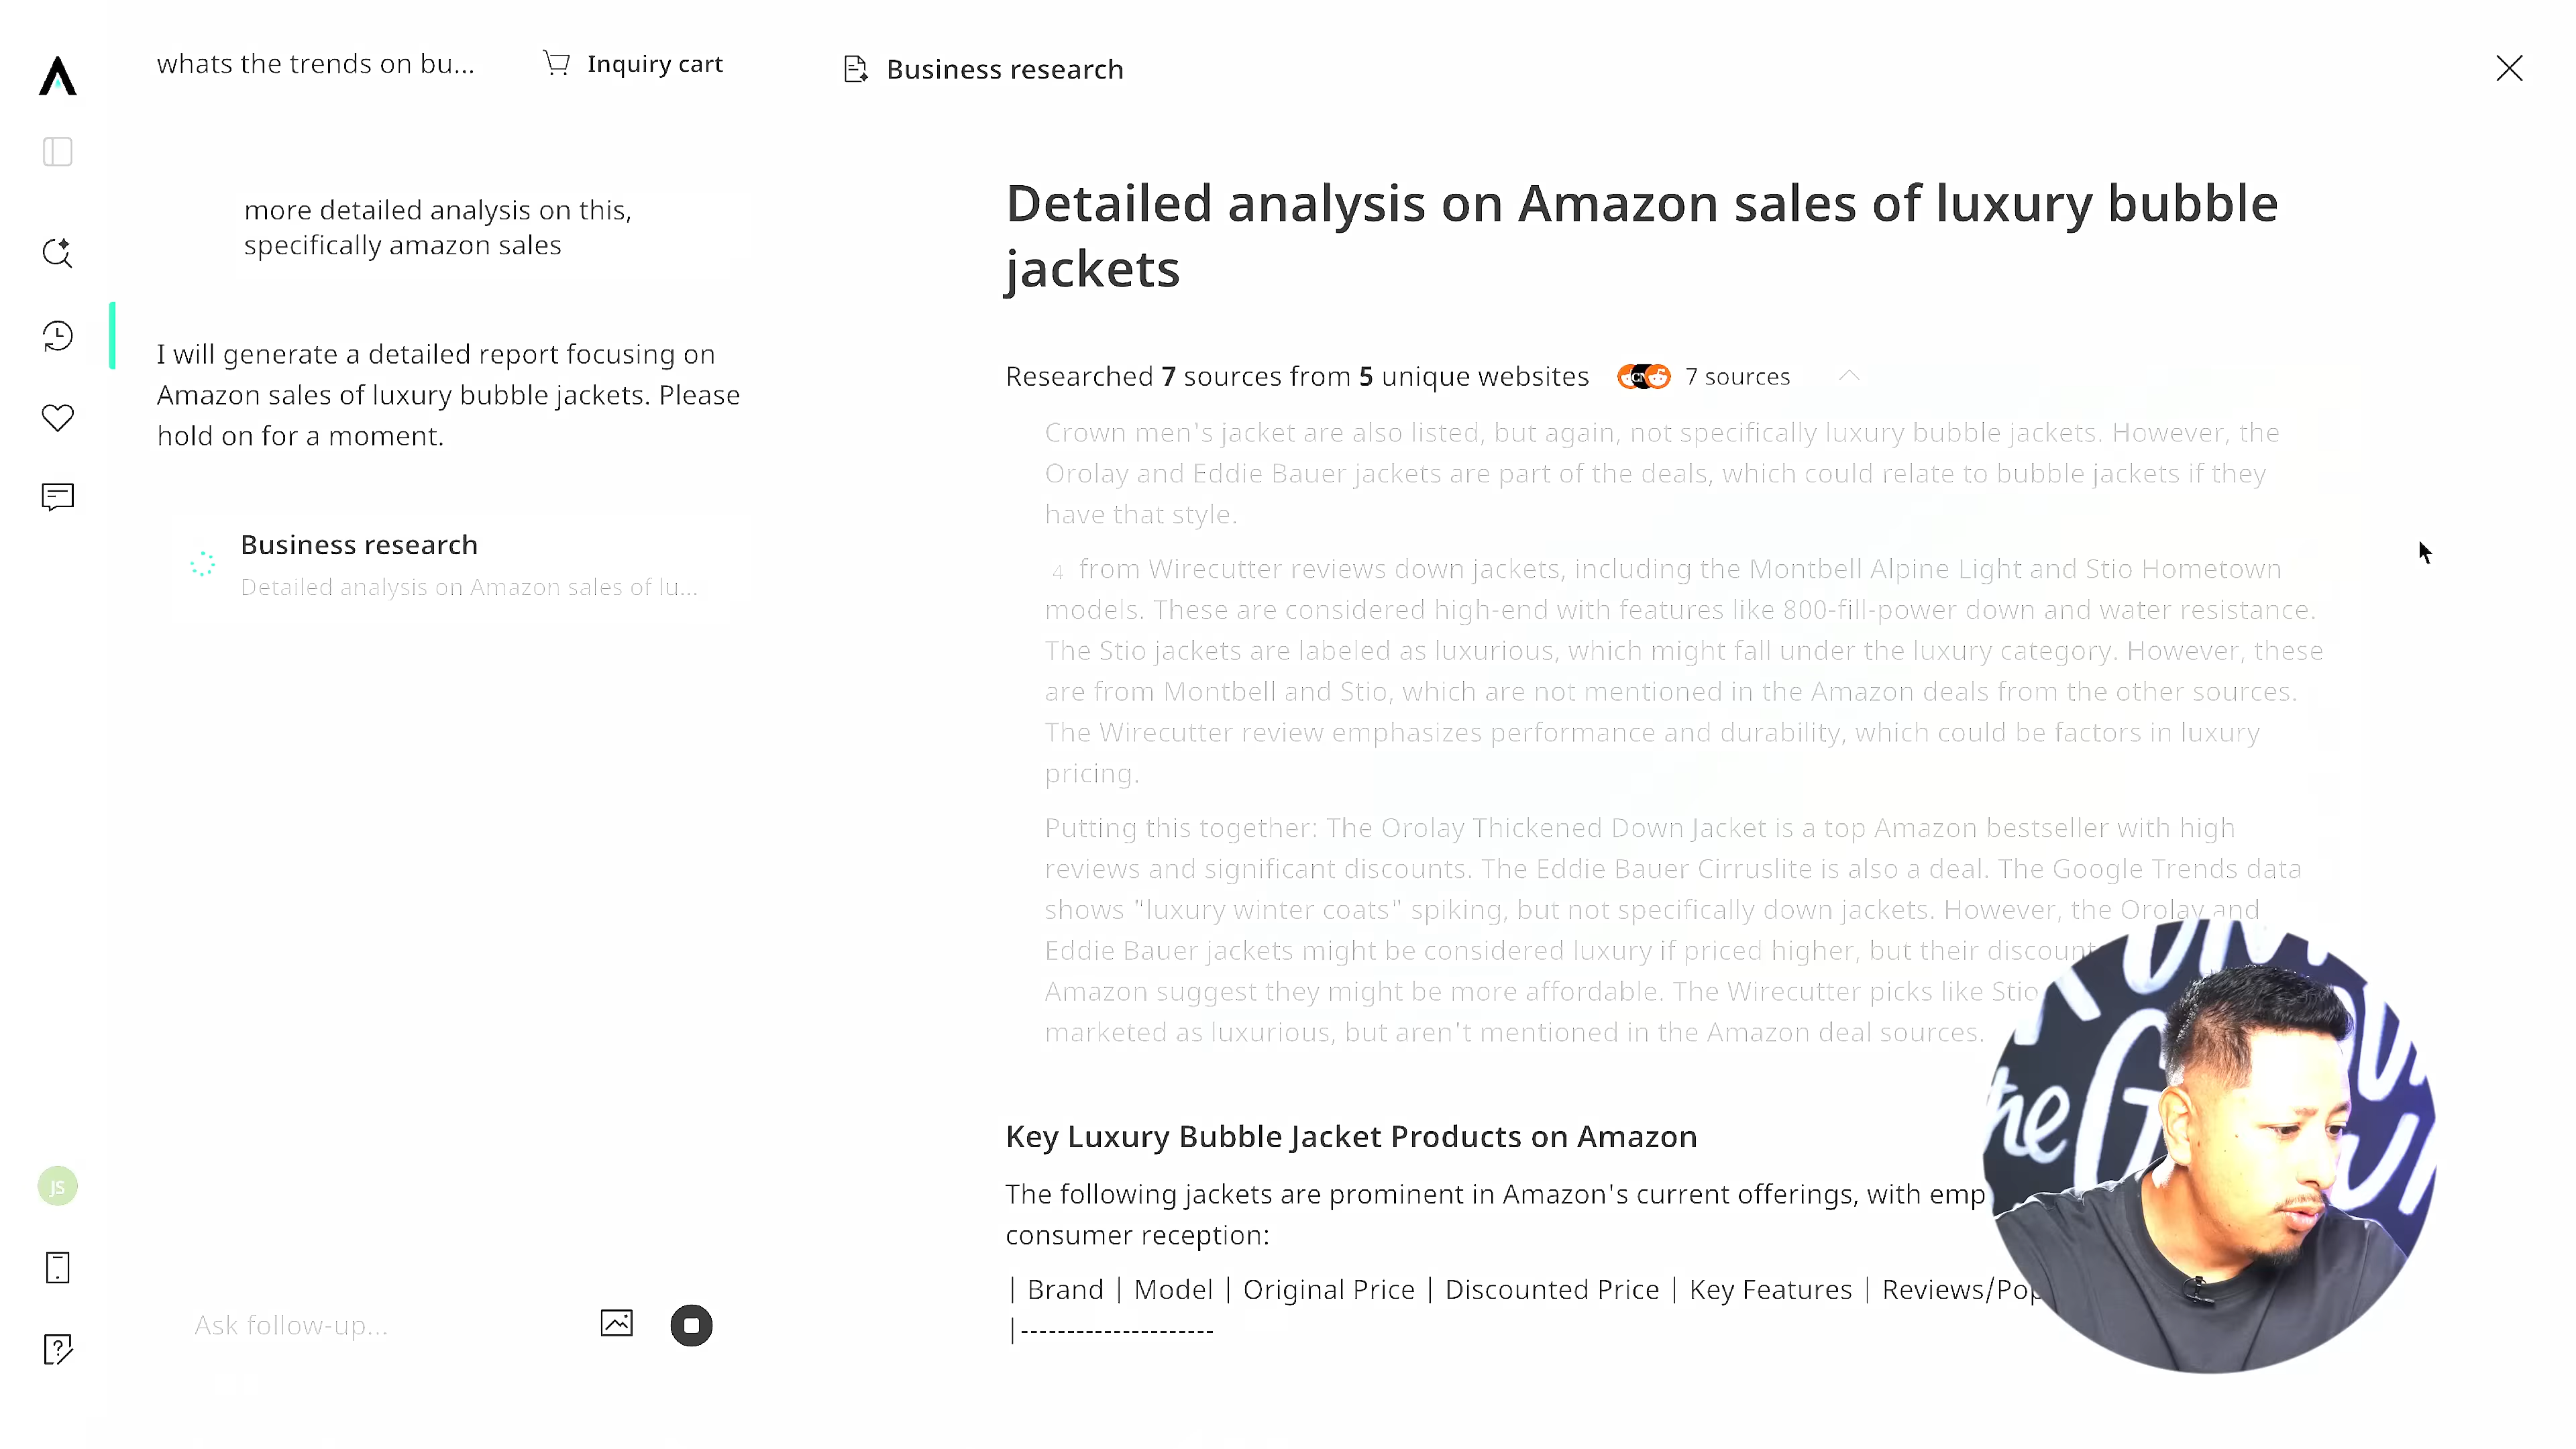 whats the trends on bu...
Inquiry cart
Business research
more detailed analysis on this,
specifically amazon sales
I will generate a detailed report focusing on
Amazon sales of luxury bubble jackets. Please
hold on for a moment.
Business research
Detailed analysis on Amazon sales of lu...
JS
Ask follow-up...
Detailed analysis on Amazon sales of luxury bubble
jackets
Researched 7 sources from 5 unique websites
7 sources
Crown men's jacket are also listed, but again, not specifically luxury bubble jackets. However, the
Orolay and Eddie Bauer jackets are part of the deals, which could relate to bubble jackets if they
have that style.
4 from Wirecutter reviews down jackets, including the Montbell Alpine Light and Stio Hometown
models. These are considered high-end with features like 800-fill-power down and water resistance.
The Stio jackets are labeled as luxurious, which might fall under the luxury category. However, these
are from Montbell and Stio, which are not mentioned in the Amazon deals from the other sources.
The Wirecutter review emphasizes performance and durability, which could be factors in luxury
pricing.
Putting this together: The Orolay Thickened Down Jacket is a top Amazon bestseller with high
reviews and significant discounts. The Eddie Bauer Cirruslite is also a deal. The Google Trends data
shows "luxury winter coats" spiking, but not specifically down jackets. However, the Orolay and
Eddie Bauer jackets might be considered luxury if priced higher, but their discount
Amazon suggest they might be more affordable. The Wirecutter picks like Stio
marketed as luxurious, but aren't mentioned in the Amazon deal sources.
Key Luxury Bubble Jacket Products on Amazon
The following jackets are prominent in Amazon's current offerings, with emp
consumer reception:
| Brand | Model | Original Price | Discounted Price | Key Features | Reviews/Pop
|---------------------
the